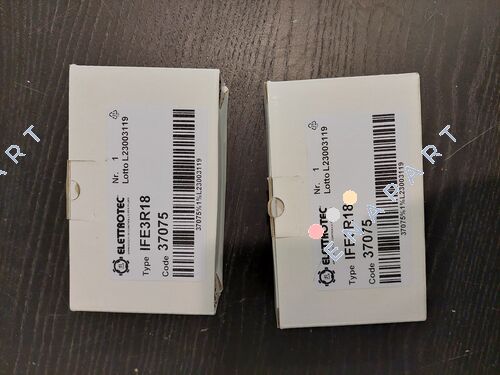 ELETTROTEC
Type IFE3R18
Code 37075
Nr. 1
Lotto L23003119
37075%1%L23003119
ELETTROTEC
Type IFE3R18
Code 37075
Nr. 1
Lotto L23003119
37075%1%L23003119